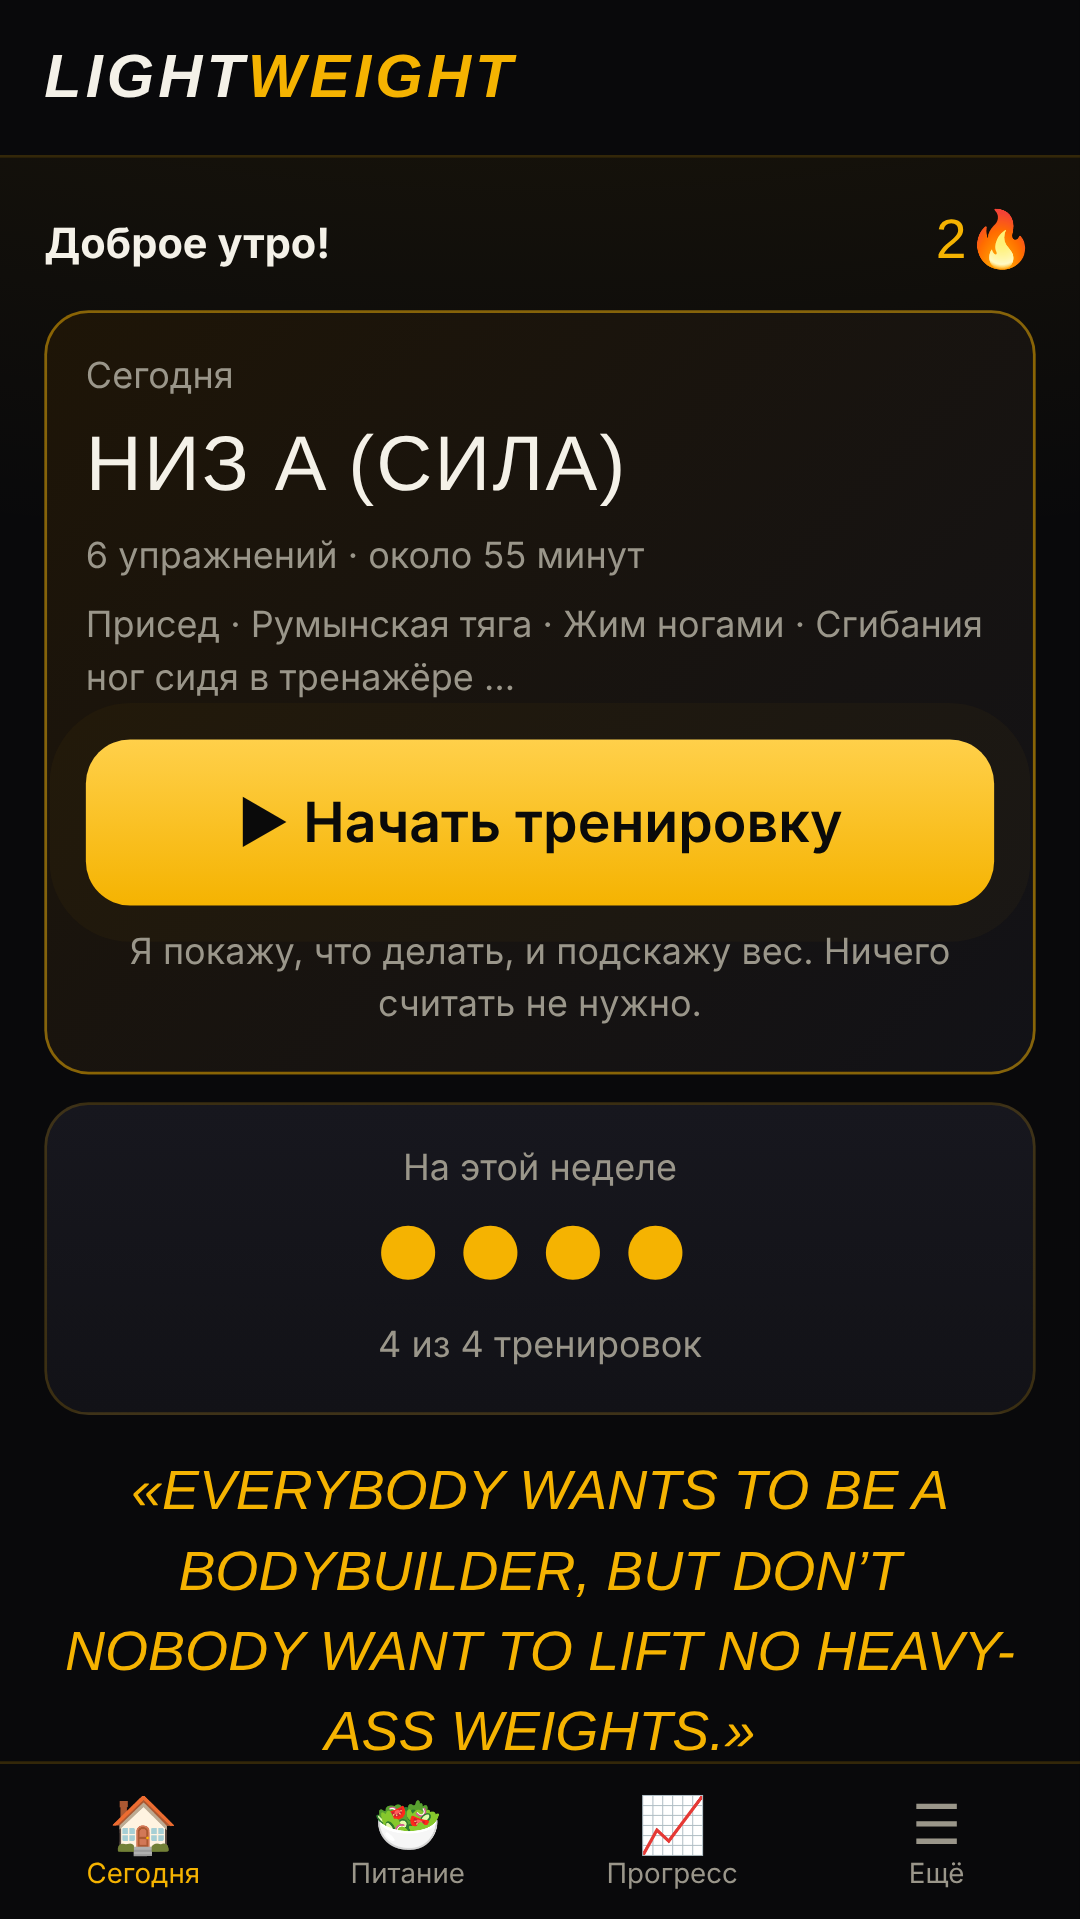 LIGHTWEIGHT
Доброе утро!
2🔥
Сегодня
НИЗ А (СИЛА)
6 упражнений · около 55 минут
Присед · Румынская тяга · Жим ногами · Сгибания
ног сидя в тренажёре ...
▶ Начать тренировку
Я покажу, что делать, и подскажу вес. Ничего
считать не нужно.
На этой неделе
4 из 4 тренировок
«EVERYBODY WANTS TO BE A
BODYBUILDER, BUT DON’T
NOBODY WANT TO LIFT NO HEAVY-
ASS WEIGHTS.»
Сегодня
Питание
Прогресс
Ещё